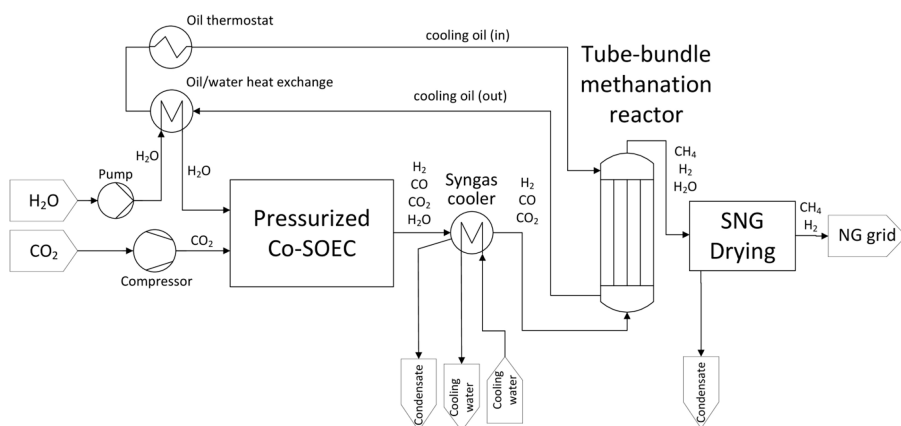 Oil thermostat
cooling oil (in)
Tube-bundle
methanation
reactor
Oil/water heat exchange
cooling oil (out)
H₂O
H₂O
Pump
H₂O
CO₂
CO₂
Compressor
Pressurized
Co-SOEC
H₂
CO
CO₂
H₂O
Syngas
cooler
H₂
CO
CO₂
CH₄
H₂
H₂O
SNG
Drying
CH₄
H₂
NG grid
Condensate
Cooling
water
Cooling
water
Condensate